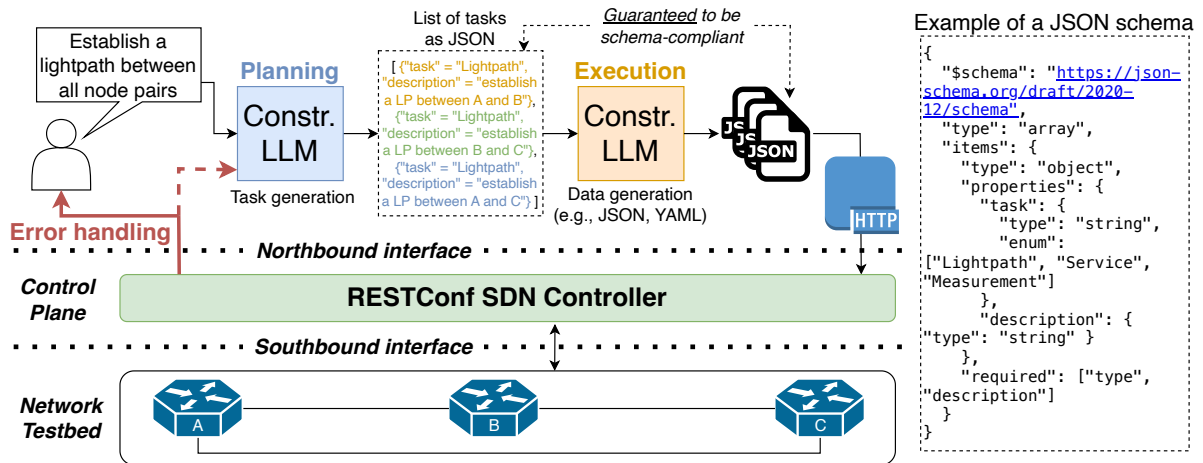 Establish a
lightpath between
all node pairs
Planning
Constr.
LLM
Task generation
List of tasks
as JSON
[ {"task" = "Lightpath",
"description" = "establish
a LP between A and B"},
{"task" = "Lightpath",
"description" = "establish
a LP between B and C"},
{"task" = "Lightpath",
"description" = "establish
a LP between A and C"} ]
Guaranteed to be
schema-compliant
Execution
Constr.
LLM
Data generation
(e.g., JSON, YAML)
JS
JS
JSON
HTTP
Error handling
Northbound interface
Control
Plane
RESTConf SDN Controller
Southbound interface
Network
Testbed
A
B
C
Example of a JSON schema
{
"$schema": "https://json-
schema.org/draft/2020-
12/schema",
"type": "array",
"items": {
"type": "object",
"properties": {
"task": {
"type": "string",
"enum":
["Lightpath", "Service",
"Measurement"]
},
"description": {
"type": "string" }
},
"required": ["type",
"description"]
}
}